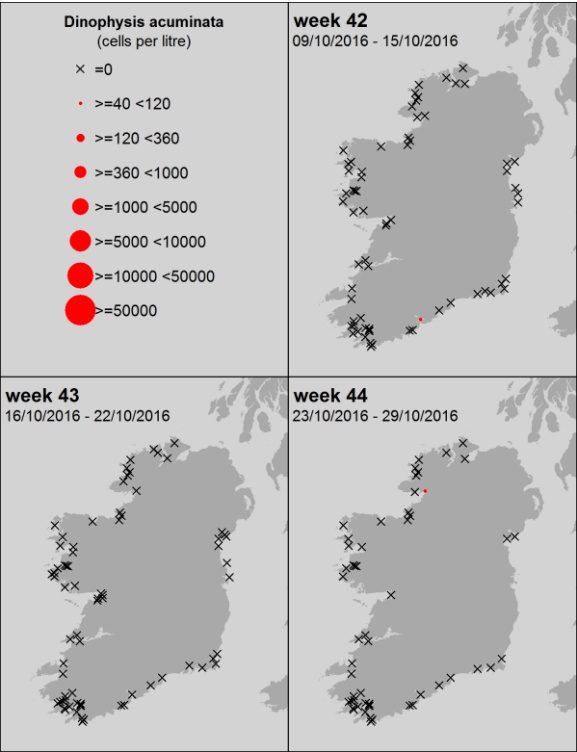 Dinophysis acuminata
(cells per litre)
=0
>=40 <120
>=120 <360
>=360 <1000
>=1000 <5000
>=5000 <10000
>=10000 <50000
>=50000
week 42
09/10/2016 - 15/10/2016
week 43
16/10/2016 - 22/10/2016
week 44
23/10/2016 - 29/10/2016